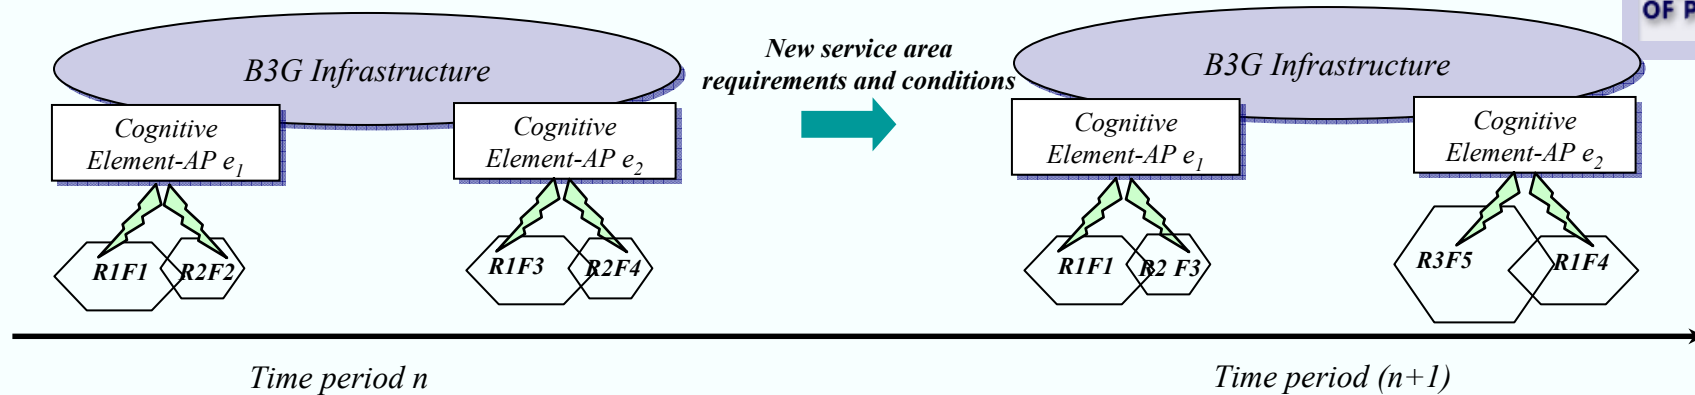 OF P
B3G Infrastructure
Cognitive
Element-AP e1
Cognitive
Element-AP e2
R1F1
R2F2
R1F3
R2F4
New service area
requirements and conditions
B3G Infrastructure
Cognitive
Element-AP e1
Cognitive
Element-AP e2
R1F1
R2 F3
R3F5
R1F4
Time period n
Time period (n+1)